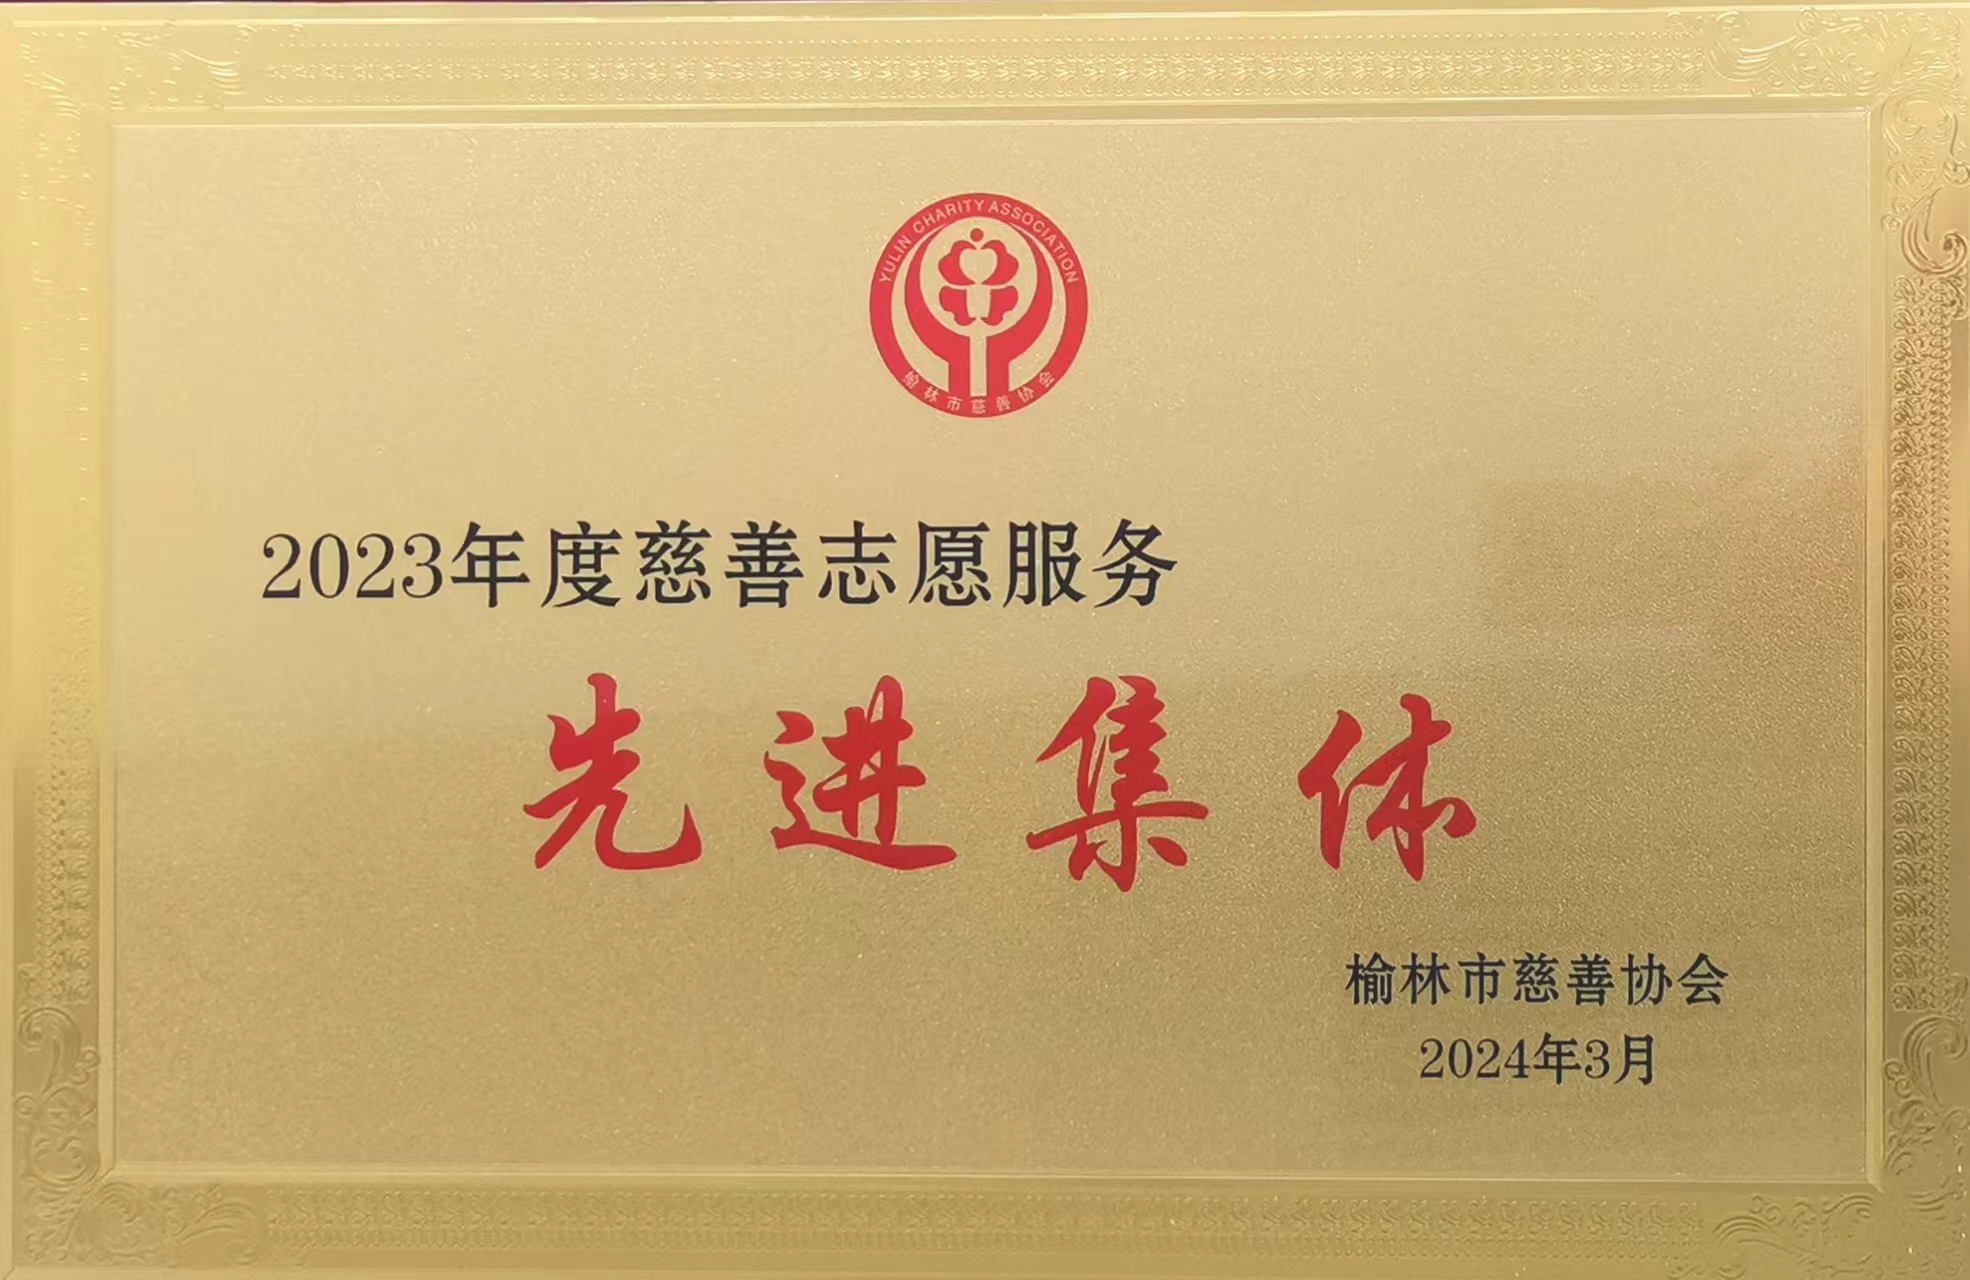 YULIN CHARITY ASSOCIATION
榆林市慈善协会
2023年度慈善志愿服务
先进集体
榆林市慈善协会
2024年3月